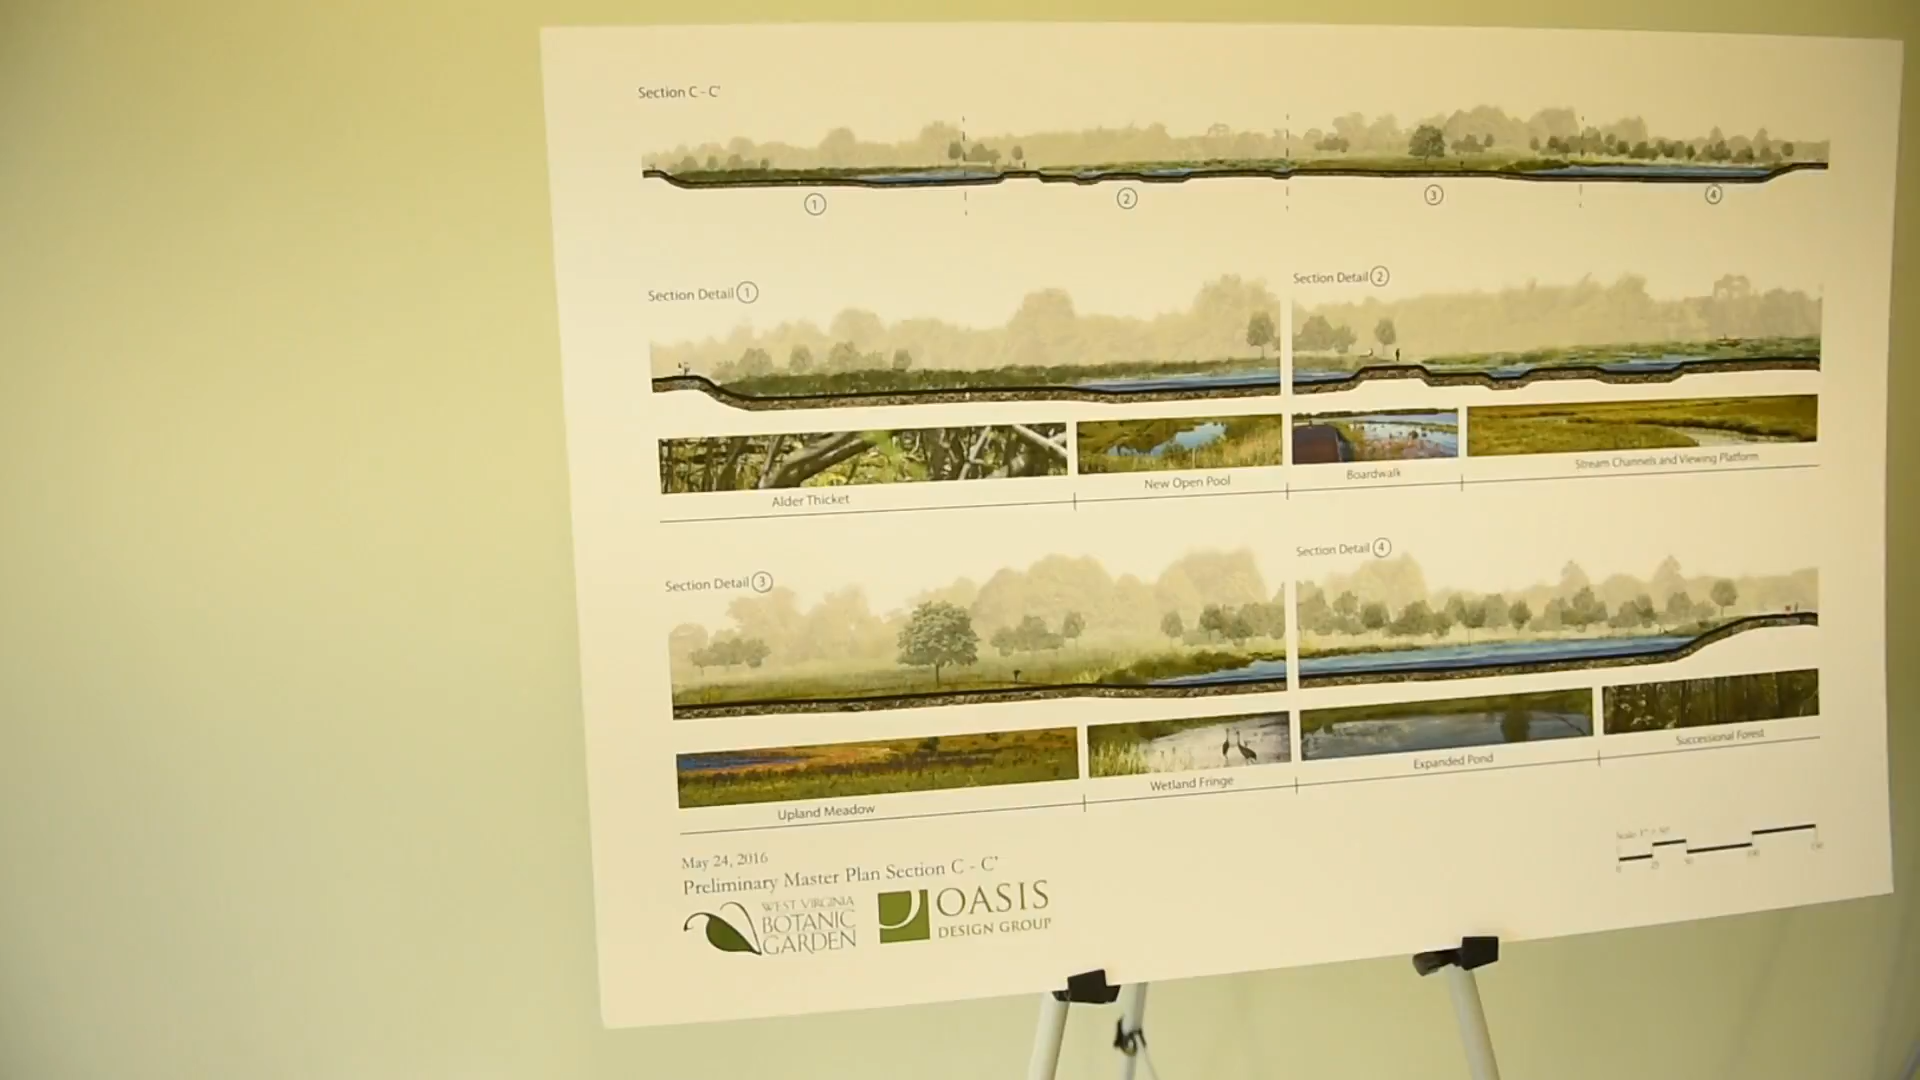 Section C - C'
1
2
3
4
Section Detail 1
Section Detail 2
Alder Thicket
New Open Pool
Boardwalk
Stream Channels and Viewing Platform
Section Detail 3
Section Detail 4
Upland Meadow
Wetland Fringe
Expanded Pond
Successional Forest
May 24, 2016
Preliminary Master Plan Section C - C'
WEST VIRGINIA
BOTANIC
GARDEN
OASIS
DESIGN GROUP